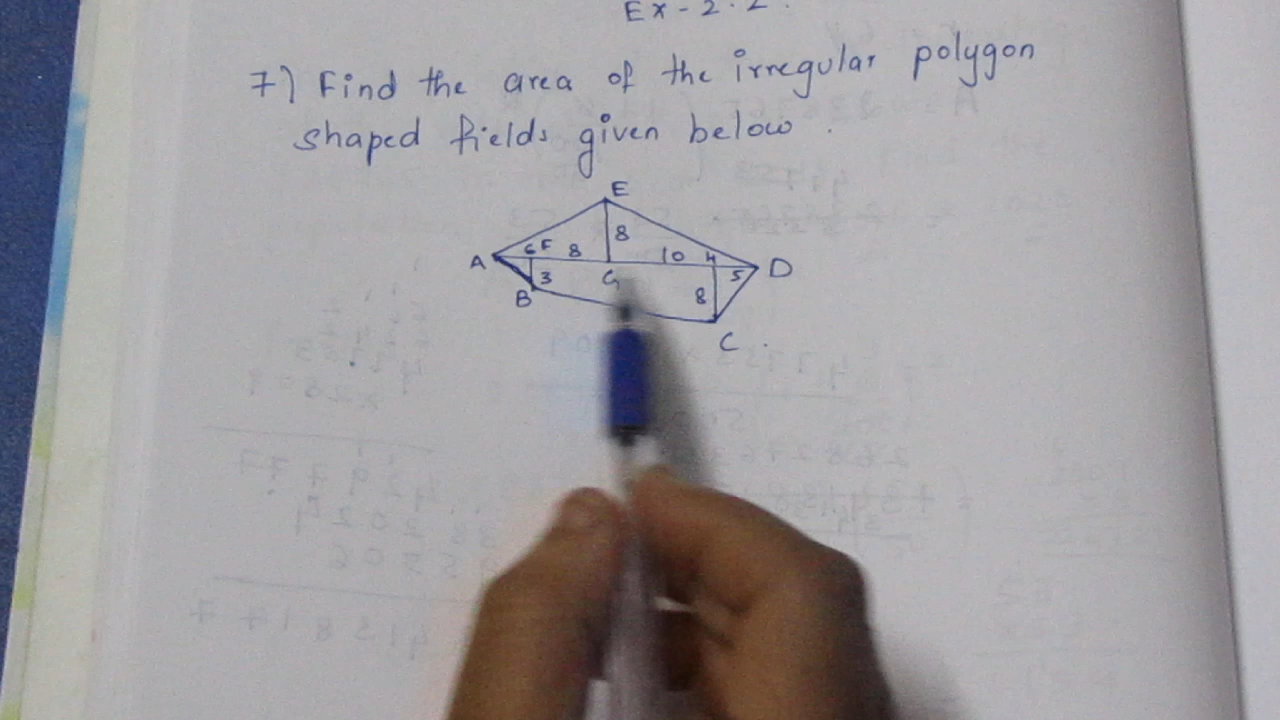 Ex - 2.2.
7) Find the area of the irregular polygon
shaped fields given below.
E
8
A 6 F 8 10 H D
3 G 8 5
B
C.